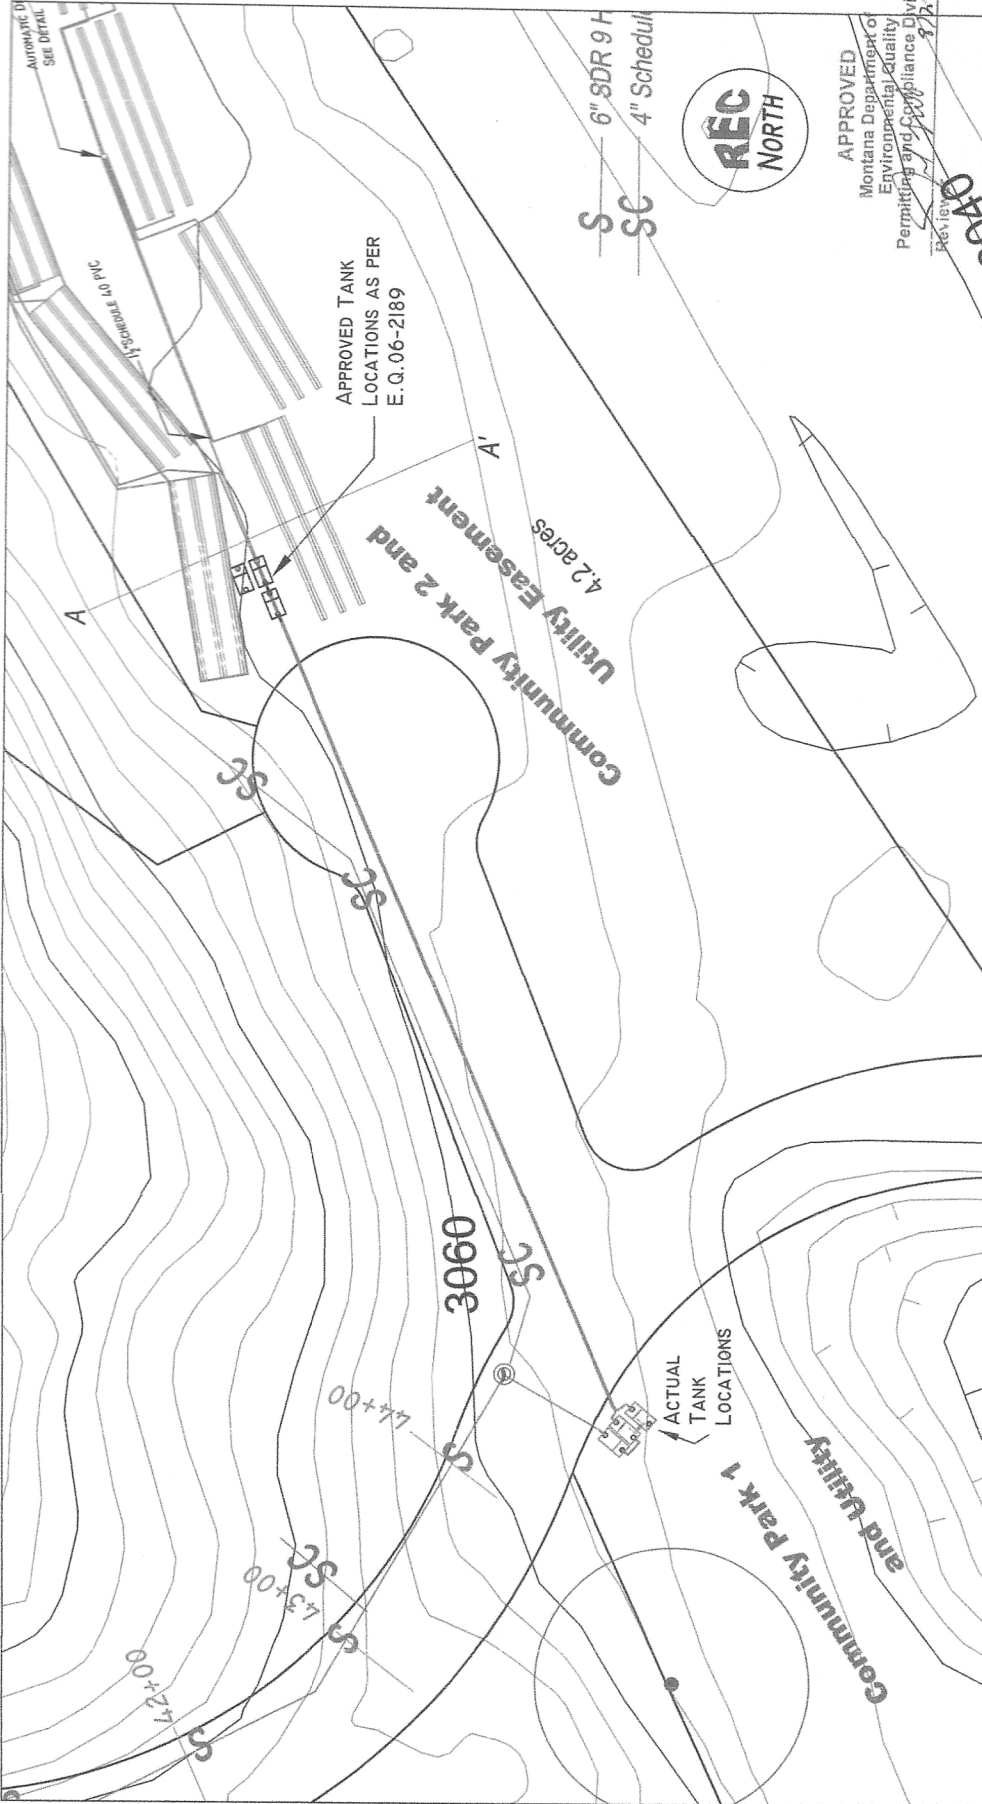 AUTOMATIC
SEE DETAIL
1½"SCHEDULE 40 PVC
APPROVED TANK
LOCATIONS AS PER
E.Q.06-2189
S 6" SDR 9
SC 4"
REC
NORTH
APPROVED
Montana Department of
Environmental Quality
Permitting and Compliance
A
A'
Community Park 2 and
Utility Easement
4.2 acres
SC
SC
3060
SC
44+00
S
ACTUAL
TANK
LOCATIONS
SC
43+00
S
42+00
S
Community Park 1
and Utility